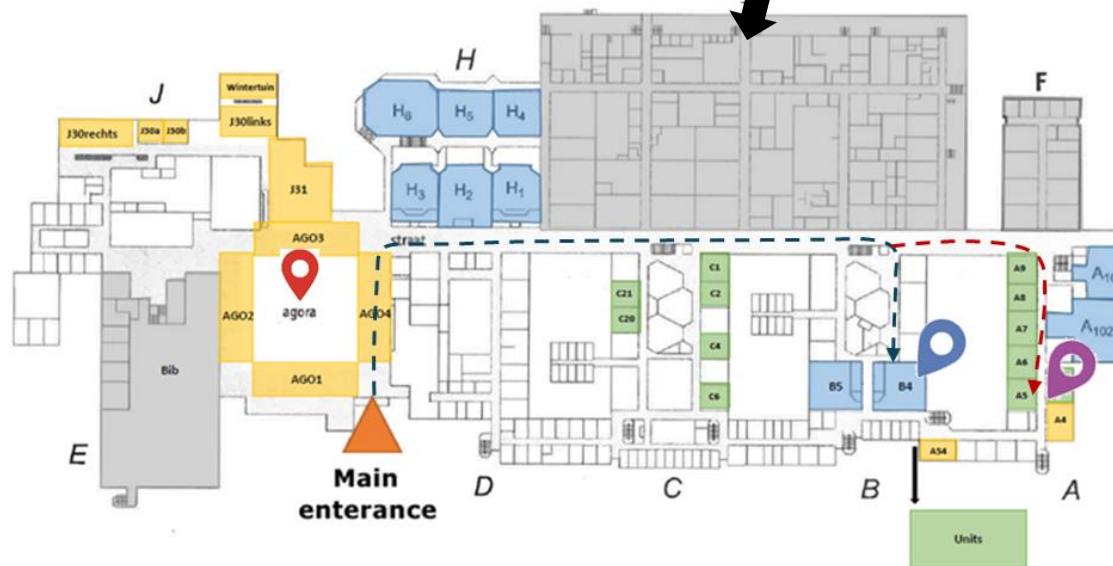 H
J
F
Wintertuin
J30links
J30rechts
J30a
J30b
H6
H5
H4
J31
H3
H2
H1
AGO3
straat
AGO2
agora
AGO4
AGO1
Bib
C21
C20
C1
C2
C4
C6
B5
B4
A9
A8
A7
A6
A5
A102
A4
A54
E
D
C
B
A
Main
enterance
Units